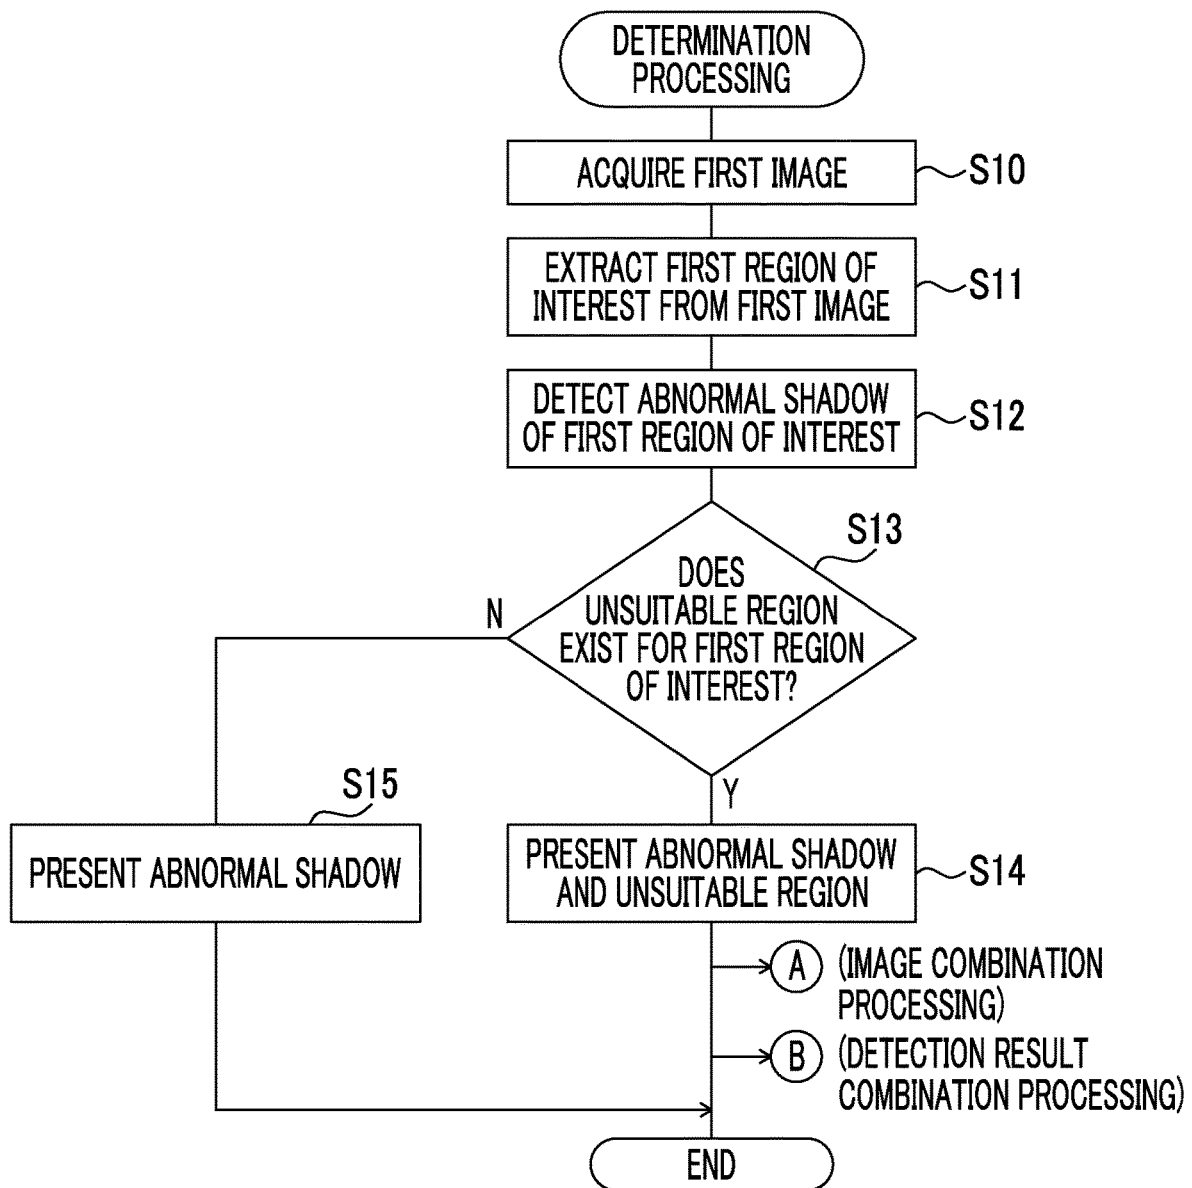 DETERMINATION
PROCESSING
ACQUIRE FIRST IMAGE
S10
EXTRACT FIRST REGION OF
INTEREST FROM FIRST IMAGE
S11
DETECT ABNORMAL SHADOW
OF FIRST REGION OF INTEREST
S12
S13
DOES
UNSUITABLE REGION
EXIST FOR FIRST REGION
OF INTEREST?
N
Y
S15
PRESENT ABNORMAL SHADOW
PRESENT ABNORMAL SHADOW
AND UNSUITABLE REGION
S14
A (IMAGE COMBINATION
PROCESSING)
B (DETECTION RESULT
COMBINATION PROCESSING)
END